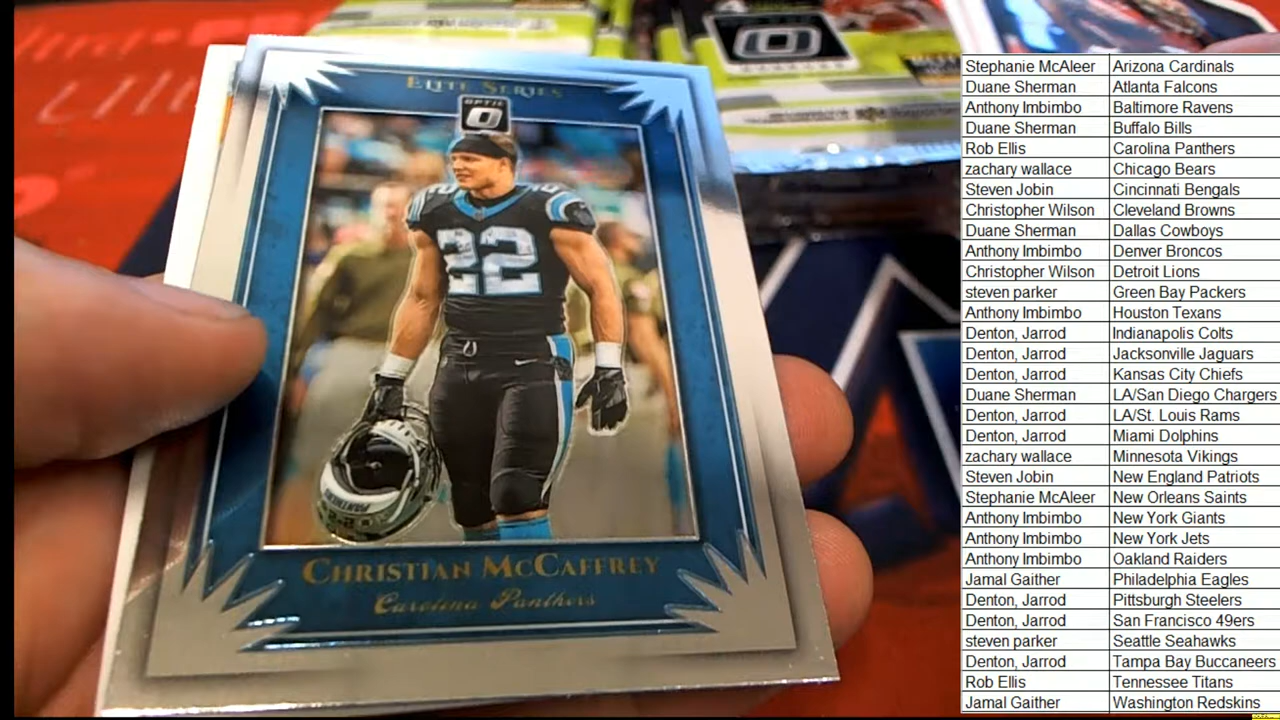 ELITE SERIES
OPTIC
22
CHRISTIAN MCCAFFREY
Carolina Panthers
Stephanie McAleer Arizona Cardinals
Duane Sherman Atlanta Falcons
Anthony Imbimbo Baltimore Ravens
Duane Sherman Buffalo Bills
Rob Ellis Carolina Panthers
zachary wallace Chicago Bears
Steven Jobin Cincinnati Bengals
Christopher Wilson Cleveland Browns
Duane Sherman Dallas Cowboys
Anthony Imbimbo Denver Broncos
Christopher Wilson Detroit Lions
steven parker Green Bay Packers
Anthony Imbimbo Houston Texans
Denton, Jarrod Indianapolis Colts
Denton, Jarrod Jacksonville Jaguars
Denton, Jarrod Kansas City Chiefs
Duane Sherman LA/San Diego Chargers
Denton, Jarrod LA/St. Louis Rams
Denton, Jarrod Miami Dolphins
zachary wallace Minnesota Vikings
Steven Jobin New England Patriots
Stephanie McAleer New Orleans Saints
Anthony Imbimbo New York Giants
Anthony Imbimbo New York Jets
Anthony Imbimbo Oakland Raiders
Jamal Gaither Philadelphia Eagles
Denton, Jarrod Pittsburgh Steelers
Denton, Jarrod San Francisco 49ers
steven parker Seattle Seahawks
Denton, Jarrod Tampa Bay Buccaneers
Rob Ellis Tennessee Titans
Jamal Gaither Washington Redskins